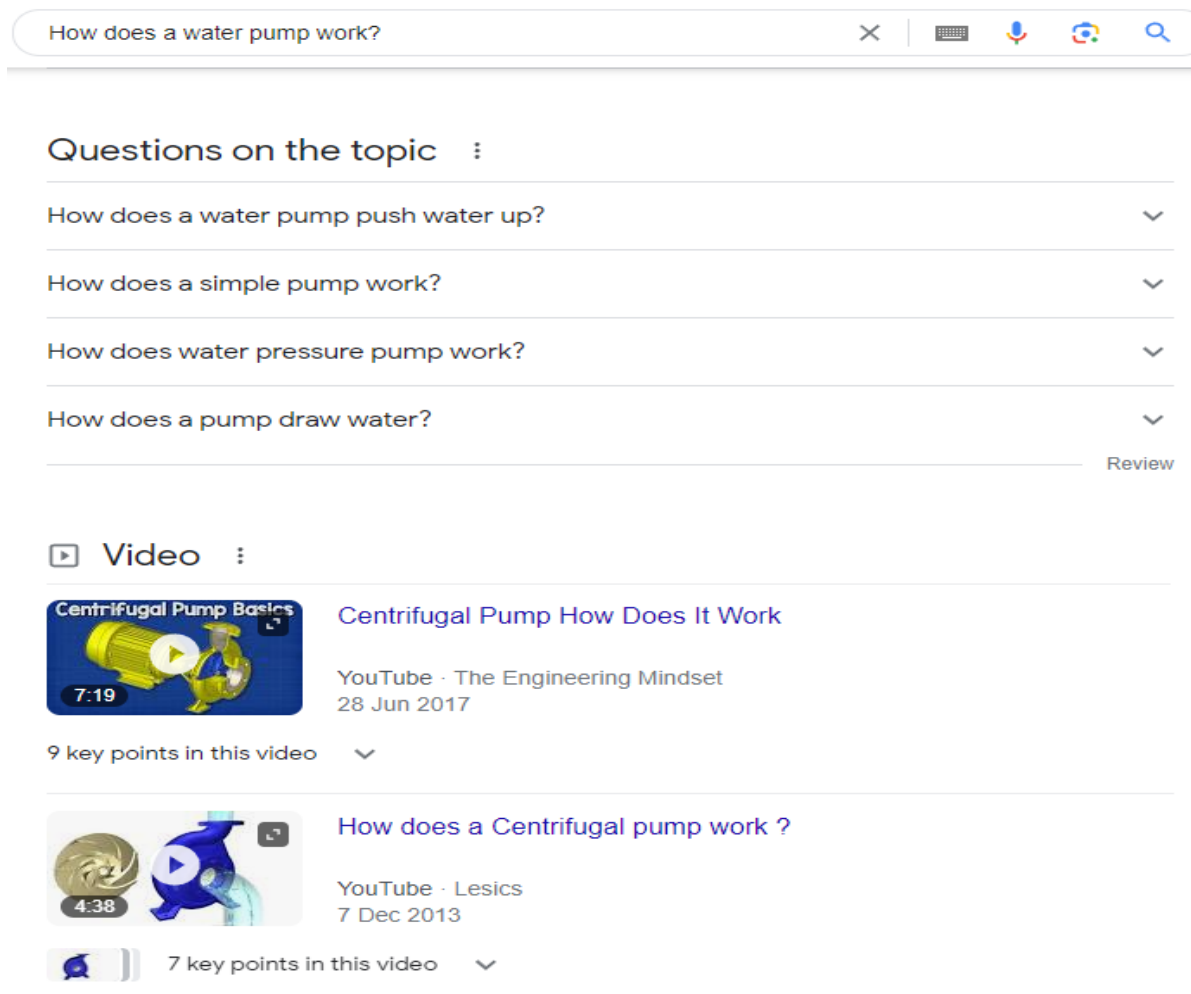 How does a water pump work?
Questions on the topic
How does a water pump push water up?
How does a simple pump work?
How does water pressure pump work?
How does a pump draw water?
Review
Video
Centrifugal Pump Basics
7:19
Centrifugal Pump How Does It Work
YouTube · The Engineering Mindset
28 Jun 2017
9 key points in this video
4:38
How does a Centrifugal pump work ?
YouTube · Lesics
7 Dec 2013
7 key points in this video